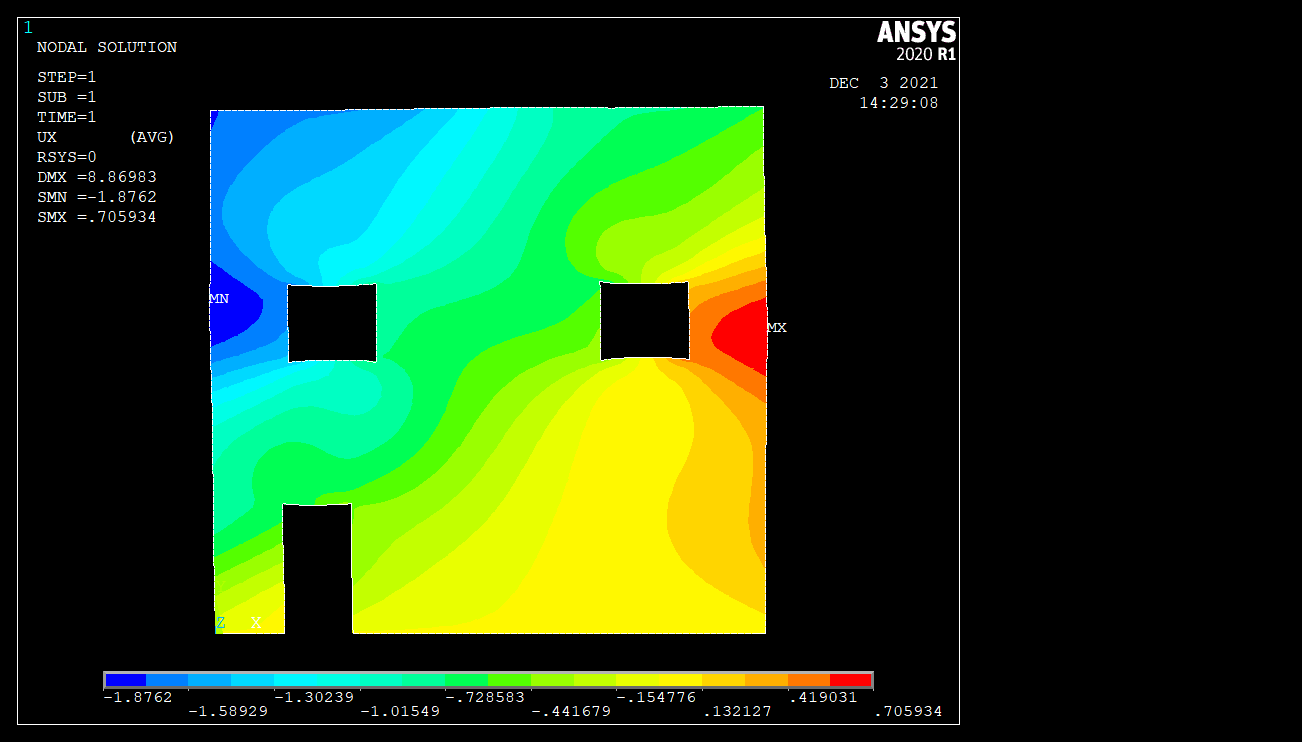 1
NODAL SOLUTION
STEP=1
SUB =1
TIME=1
UX (AVG)
RSYS=0
DMX =8.86983
SMN =-1.8762
SMX =.705934
ANSYS
2020 R1
DEC 3 2021
14:29:08
MN
MX
Z X
-1.8762 -1.30239 -.728583 -.154776 .419031
-1.58929 -1.01549 -.441679 .132127 .705934